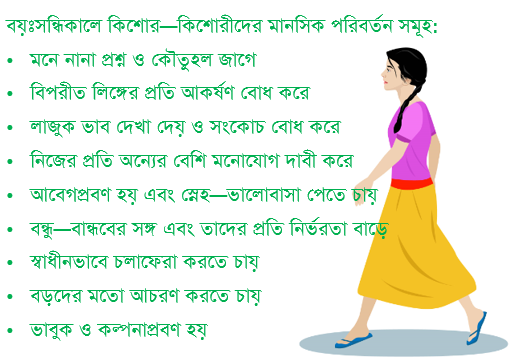 বয়ঃসন্ধিকালে কিশোর—কিশোরীদের মানসিক পরিবর্তন সমূহ:
• মনে নানা প্রশ্ন ও কৌতুহল জাগে
• বিপরীত লিঙ্গের প্রতি আকর্ষণ বোধ করে
• লাজুক ভাব দেখা দেয় ও সংকোচ বোধ করে
• নিজের প্রতি অন্যের বেশি মনোযোগ দাবী করে
• আবেগপ্রবণ হয় এবং স্নেহ—ভালোবাসা পেতে চায়
• বন্ধু—বান্ধবের সঙ্গ এবং তাদের প্রতি নির্ভরতা বাড়ে
• স্বাধীনভাবে চলাফেরা করতে চায়
• বড়দের মতো আচরণ করতে চায়
• ভাবুক ও কল্পনাপ্রবণ হয়